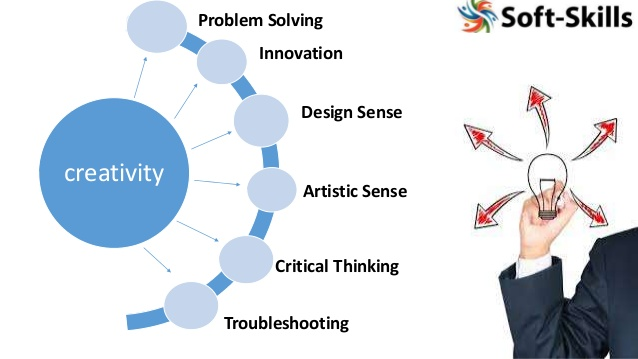 Soft-Skills
Problem Solving
Innovation
Design Sense
creativity
Artistic Sense
Critical Thinking
Troubleshooting